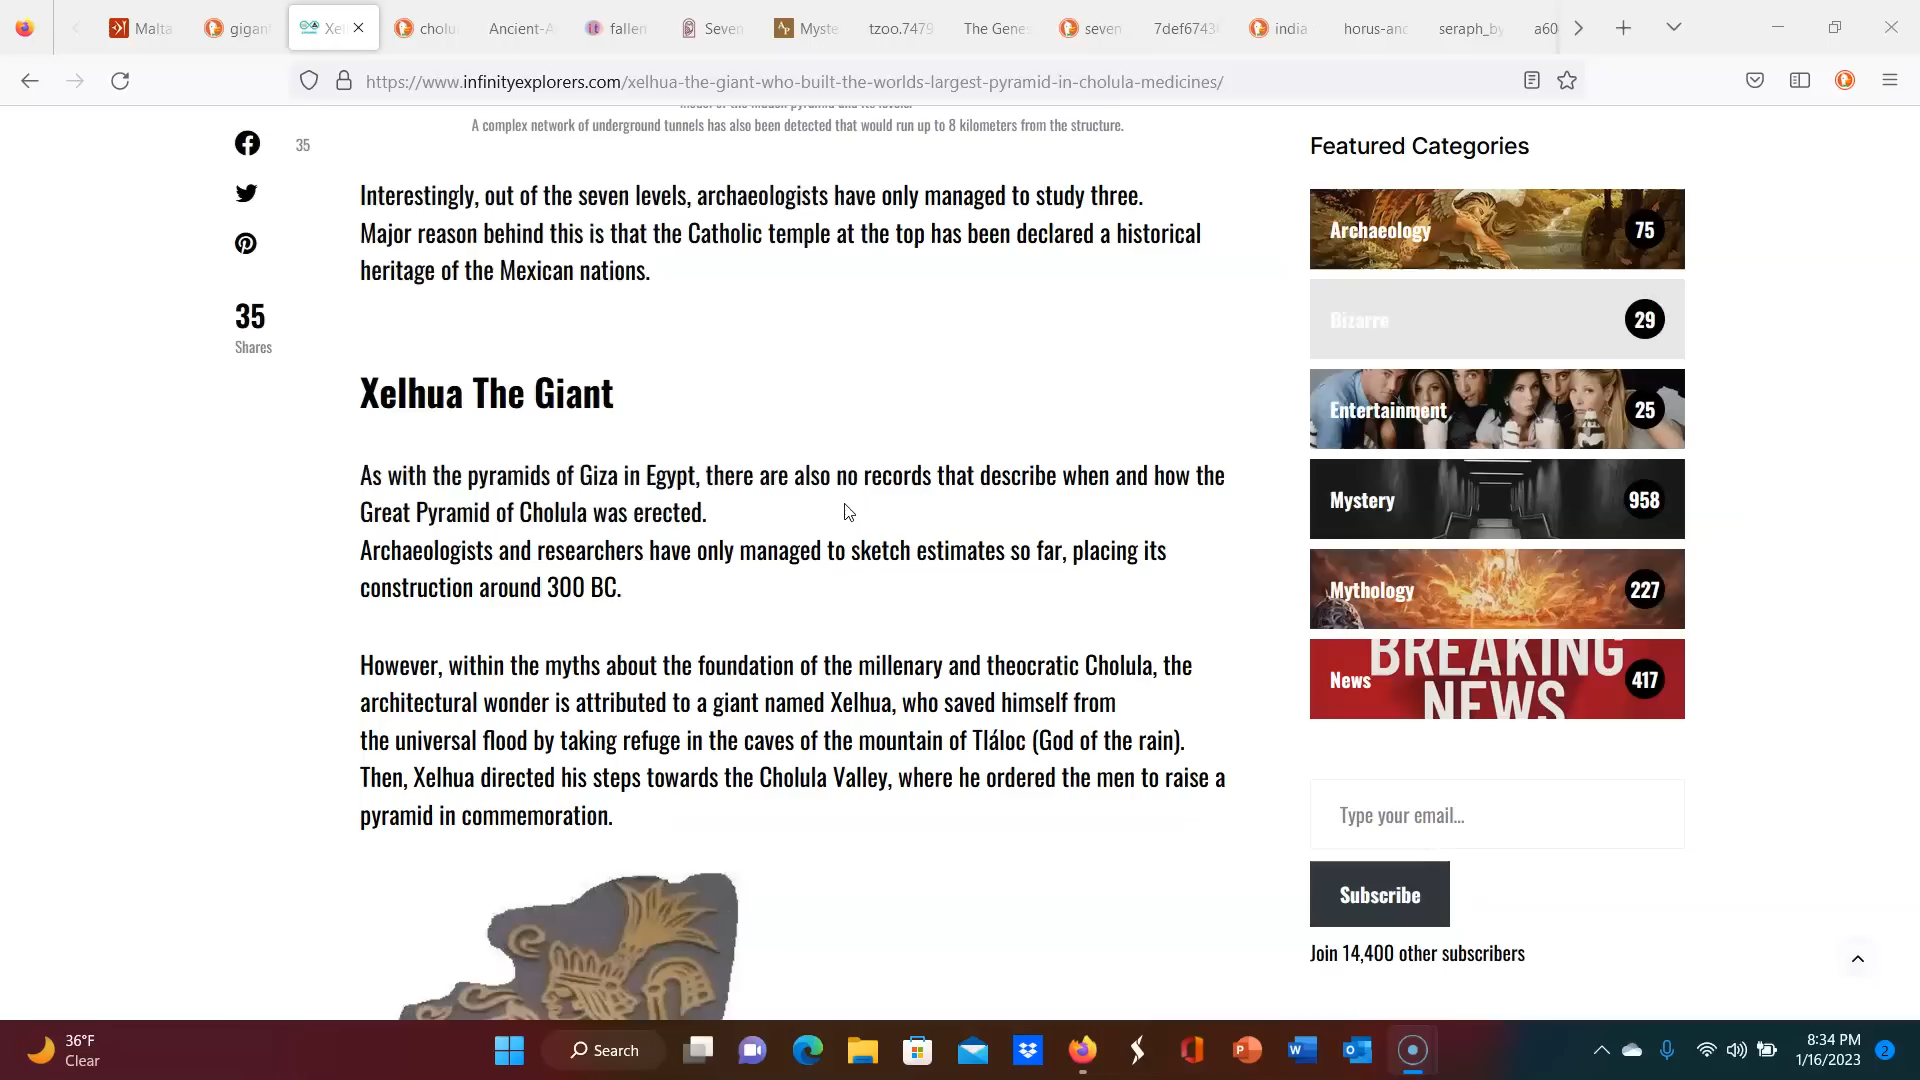 Malta
gigan
Xel
cholu
Ancient-A
fallen
Seven
Myste
tzoo.7479
The Gene
seven
7def6743
india
horus-anc
seraph_by
a60
https://www.infinityexplorers.com/xelhua-the-giant-who-built-the-worlds-largest-pyramid-in-cholula-medicines/
model of the hidden pyramid and its levels.
A complex network of underground tunnels has also been detected that would run up to 8 kilometers from the structure.
35
35
Shares
Interestingly, out of the seven levels, archaeologists have only managed to study three.
Major reason behind this is that the Catholic temple at the top has been declared a historical
heritage of the Mexican nations.
Xelhua The Giant
As with the pyramids of Giza in Egypt, there are also no records that describe when and how the
Great Pyramid of Cholula was erected.
Archaeologists and researchers have only managed to sketch estimates so far, placing its
construction around 300 BC.
However, within the myths about the foundation of the millenary and theocratic Cholula, the
architectural wonder is attributed to a giant named Xelhua, who saved himself from
the universal flood by taking refuge in the caves of the mountain of Tláloc (God of the rain).
Then, Xelhua directed his steps towards the Cholula Valley, where he ordered the men to raise a
pyramid in commemoration.
Featured Categories
Archaeology 75
Bizarre 29
Entertainment 25
Mystery 958
Mythology 227
BREAKING
NEWS
News 417
Type your email...
Subscribe
Join 14,400 other subscribers
36°F
Clear
Search
8:34 PM
1/16/2023
2